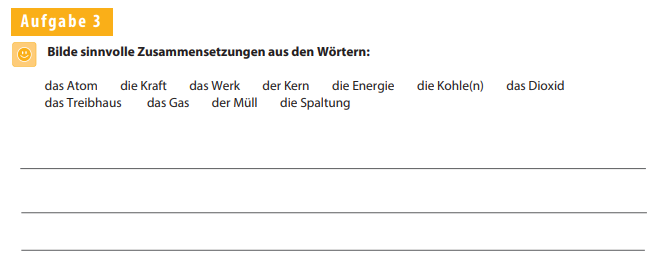 Aufgabe 3
Bilde sinnvolle Zusammensetzungen aus den Wörtern:
das Atom die Kraft das Werk der Kern die Energie die Kohle(n) das Dioxid
das Treibhaus das Gas der Müll die Spaltung